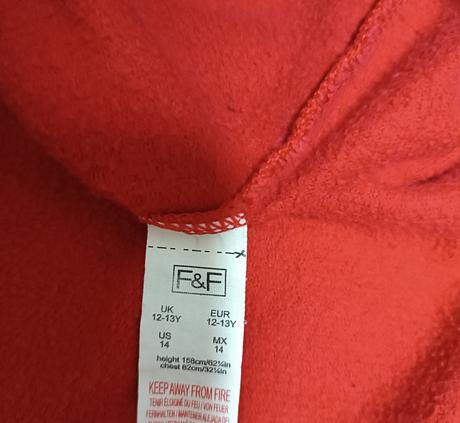 F&F
UK EUR
12-13Y 12-13Y
US MX
14 14
height 158cm/62¼in
chest 82cm/32¼in
KEEP AWAY FROM FIRE
TENIR ÉLOIGNÉ DU FEU/VON FEUER
FERNHALTEN/MANTENER ALEJADA DEL